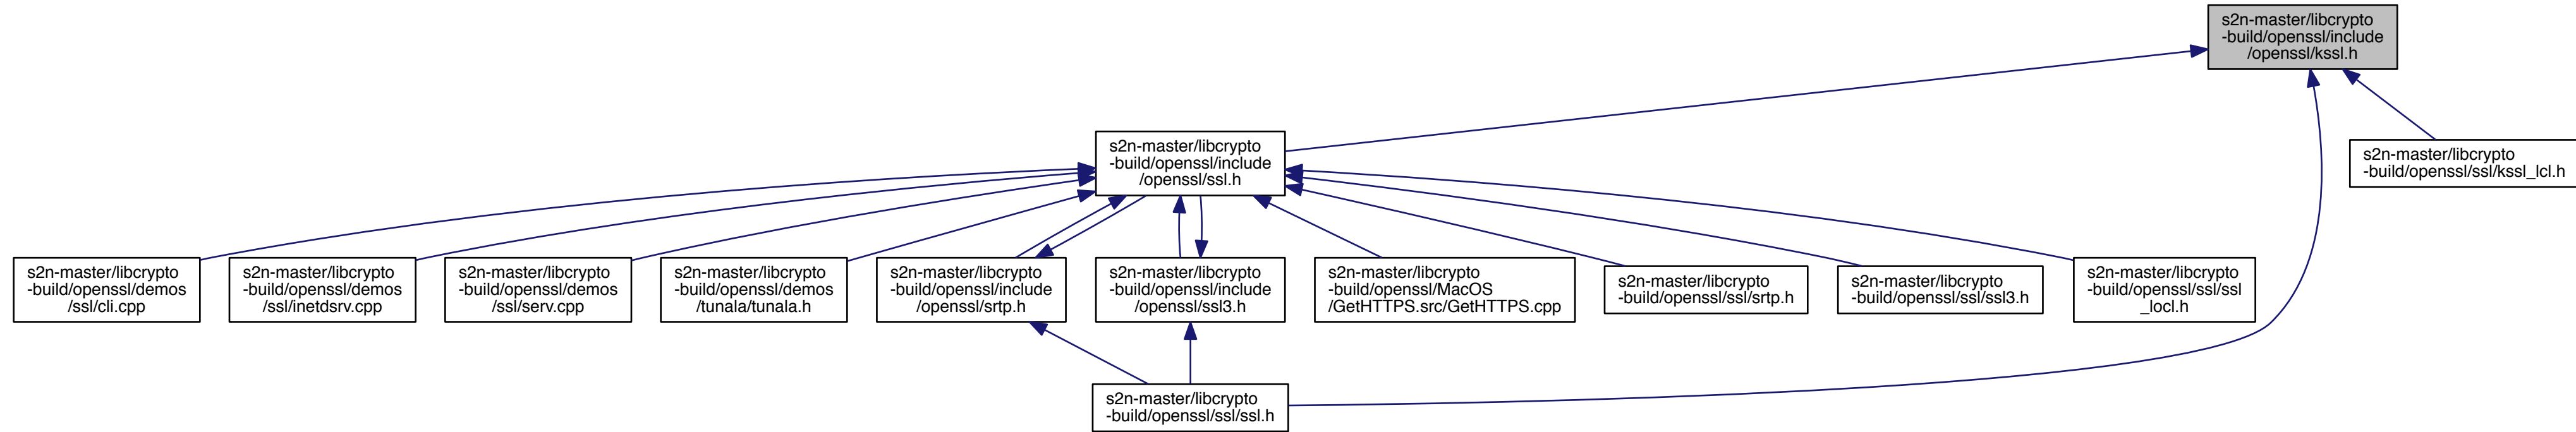 s2n-master/libcrypto
-build/openssl/include
/openssl/kssl.h
s2n-master/libcrypto
-build/openssl/include
/openssl/ssl.h
s2n-master/libcrypto
-build/openssl/ssl/kssl_lcl.h
s2n-master/libcrypto
-build/openssl/demos
/ssl/cli.cpp
s2n-master/libcrypto
-build/openssl/demos
/ssl/inetdsrv.cpp
s2n-master/libcrypto
-build/openssl/demos
/ssl/serv.cpp
s2n-master/libcrypto
-build/openssl/demos
/tunala/tunala.h
s2n-master/libcrypto
-build/openssl/include
/openssl/srtp.h
s2n-master/libcrypto
-build/openssl/include
/openssl/ssl3.h
s2n-master/libcrypto
-build/openssl/MacOS
/GetHTTPS.src/GetHTTPS.cpp
s2n-master/libcrypto
-build/openssl/ssl/srtp.h
s2n-master/libcrypto
-build/openssl/ssl/ssl3.h
s2n-master/libcrypto
-build/openssl/ssl/ssl
_locl.h
s2n-master/libcrypto
-build/openssl/ssl/ssl.h